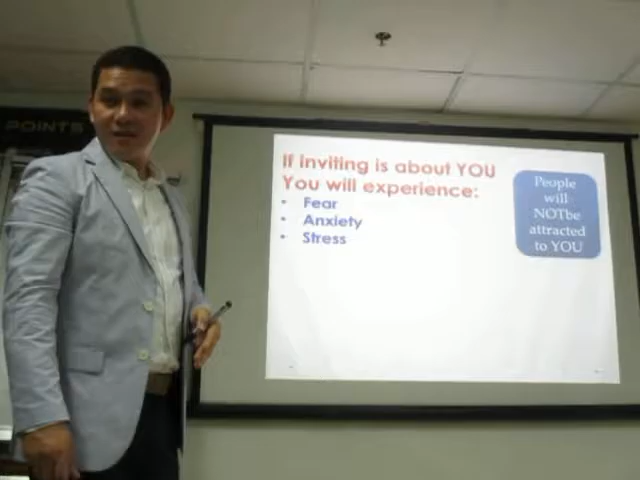 POINTS
If inviting is about YOU
You will experience:
• Fear
• Anxiety
• Stress
People
will
NOTbe
attracted
to YOU